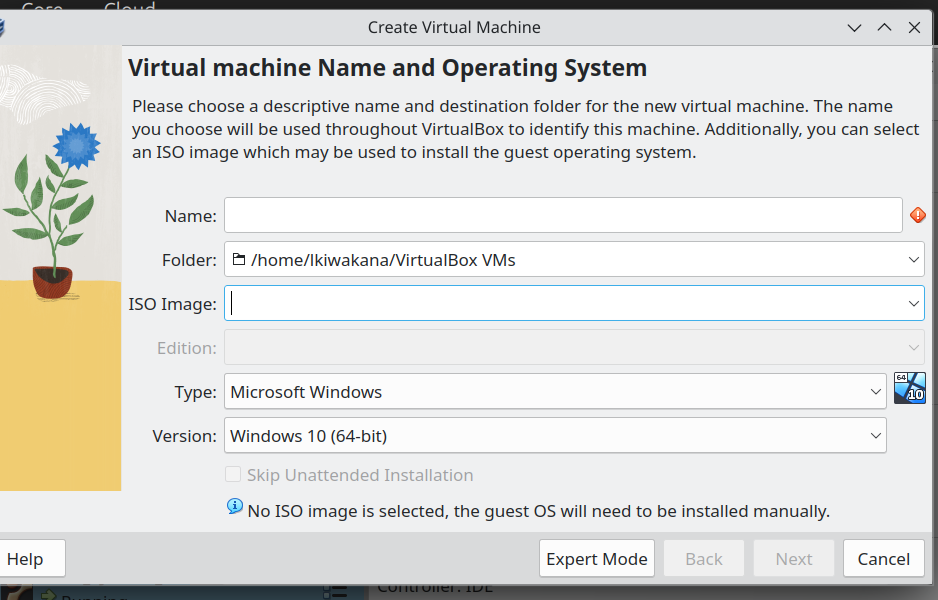 Core Cloud
Create Virtual Machine
Virtual machine Name and Operating System
Please choose a descriptive name and destination folder for the new virtual machine. The name
you choose will be used throughout VirtualBox to identify this machine. Additionally, you can select
an ISO image which may be used to install the guest operating system.
Name:
Folder: /home/lkiwakana/VirtualBox VMs
ISO Image:
Edition:
Type: Microsoft Windows
64
10
Version: Windows 10 (64-bit)
Skip Unattended Installation
No ISO image is selected, the guest OS will need to be installed manually.
Help Expert Mode Back Next Cancel
Running Controller: IDE